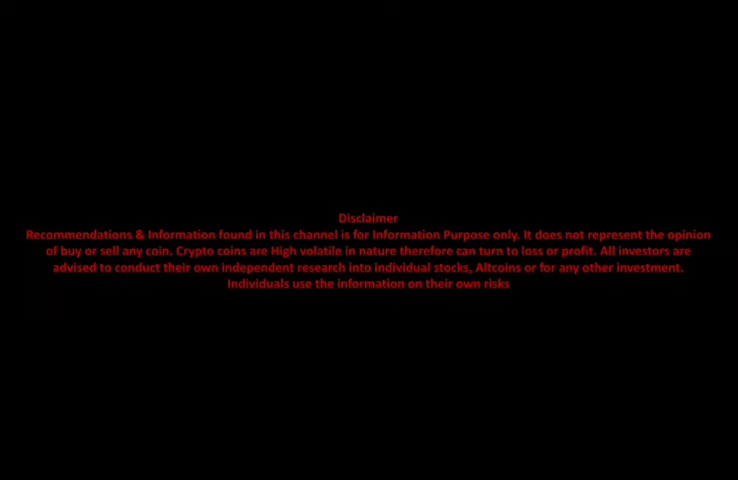 Disclaimer
Recommendations & Information found in this channel is for Information Purpose only. It does not represent the opinion
of buy or sell any coin. Crypto coins are High volatile in nature therefore can turn to loss or profit. All investors are
advised to conduct their own independent research into individual stocks, Altcoins or for any other investment.
Individuals use the information on their own risks